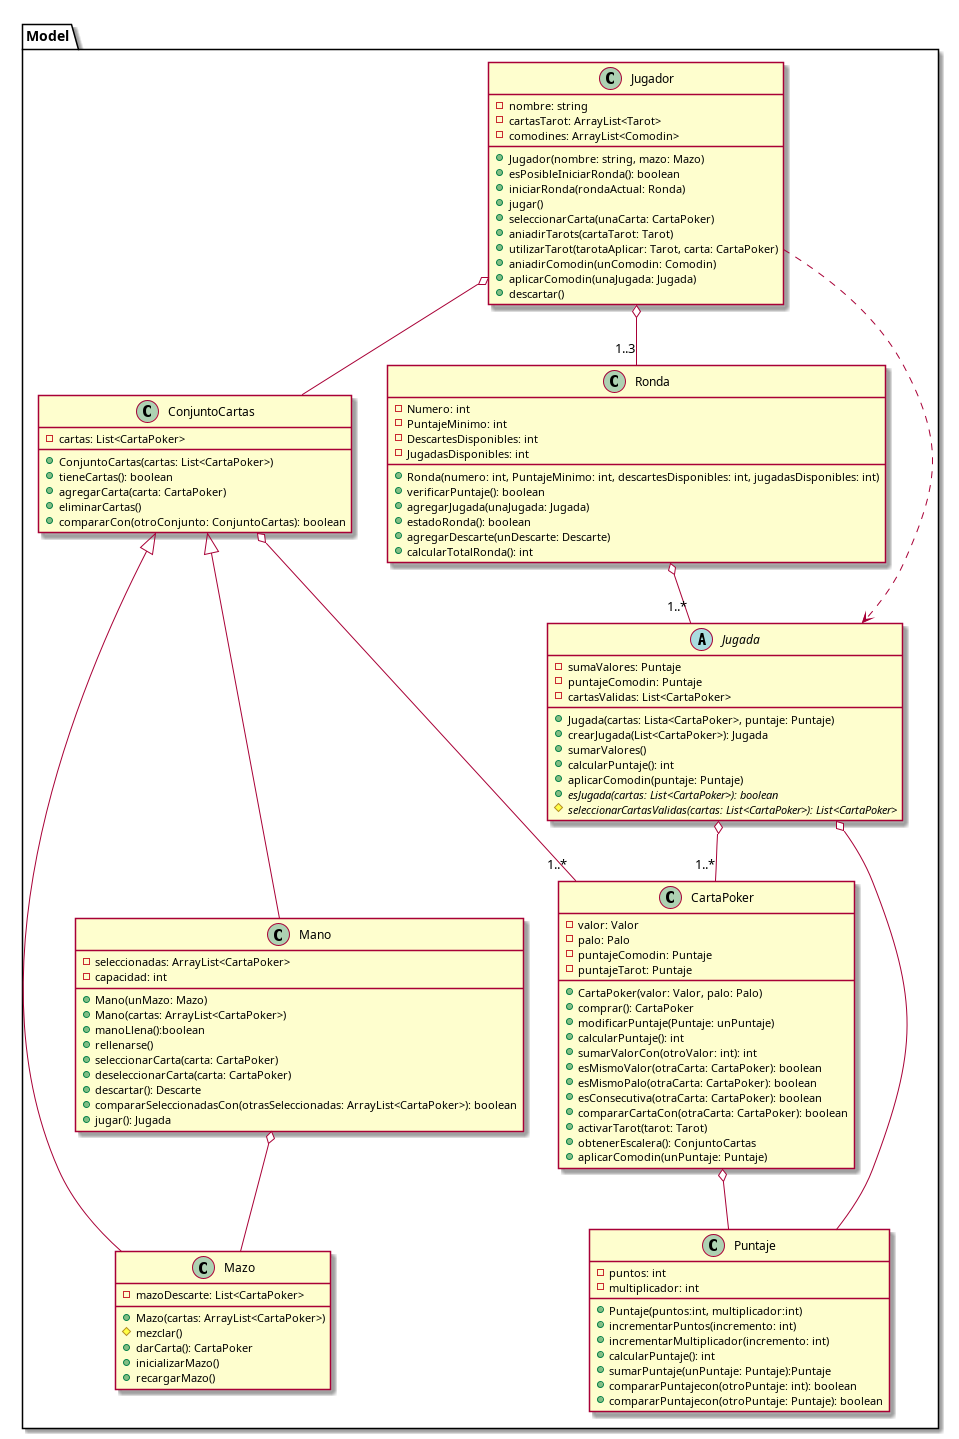 Model
Jugador
nombre: string
cartasTarot: ArrayList<Tarot>
comodines: ArrayList<Comodin>
Jugador(nombre: string, mazo: Mazo)
esPosibleIniciarRonda(): boolean
iniciarRonda(rondaActual: Ronda)
jugar()
seleccionarCarta(unaCarta: CartaPoker)
aniadirTarots(cartaTarot: Tarot)
utilizarTarot(tarotaAplicar: Tarot, carta: CartaPoker)
aniadirComodin(unComodin: Comodin)
aplicarComodin(unaJugada: Jugada)
descartar()
1..3
ConjuntoCartas
cartas: List<CartaPoker>
ConjuntoCartas(cartas: List<CartaPoker>)
tieneCartas(): boolean
agregarCarta(carta: CartaPoker)
eliminarCartas()
compararCon(otroConjunto: ConjuntoCartas): boolean
Ronda
Numero: int
PuntajeMinimo: int
DescartesDisponibles: int
JugadasDisponibles: int
Ronda(numero: int, PuntajeMinimo: int, descartesDisponibles: int, jugadasDisponibles: int)
verificarPuntaje(): boolean
agregarJugada(unaJugada: Jugada)
estadoRonda(): boolean
agregarDescarte(unDescarte: Descarte)
calcularTotalRonda(): int
1..*
Jugada
sumaValores: Puntaje
puntajeComodin: Puntaje
cartasValidas: List<CartaPoker>
Jugada(cartas: Lista<CartaPoker>, puntaje: Puntaje)
crearJugada(List<CartaPoker>): Jugada
sumarValores()
calcularPuntaje(): int
aplicarComodin(puntaje: Puntaje)
esJugada(cartas: List<CartaPoker>): boolean
seleccionarCartasValidas(cartas: List<CartaPoker>): List<CartaPoker>
1..*
1..*
Mano
seleccionadas: ArrayList<CartaPoker>
capacidad: int
Mano(unMazo: Mazo)
Mano(cartas: ArrayList<CartaPoker>)
manoLlena():boolean
rellenarse()
seleccionarCarta(carta: CartaPoker)
deseleccionarCarta(carta: CartaPoker)
descartar(): Descarte
compararSeleccionadasCon(otrasSeleccionadas: ArrayList<CartaPoker>): boolean
jugar(): Jugada
CartaPoker
valor: Valor
palo: Palo
puntajeComodin: Puntaje
puntajeTarot: Puntaje
CartaPoker(valor: Valor, palo: Palo)
comprar(): CartaPoker
modificarPuntaje(Puntaje: unPuntaje)
calcularPuntaje(): int
sumarValorCon(otroValor: int): int
esMismoValor(otraCarta: CartaPoker): boolean
esMismoPalo(otraCarta: CartaPoker): boolean
esConsecutiva(otraCarta: CartaPoker): boolean
compararCartaCon(otraCarta: CartaPoker): boolean
activarTarot(tarot: Tarot)
obtenerEscalera(): ConjuntoCartas
aplicarComodin(unPuntaje: Puntaje)
Mazo
mazoDescarte: List<CartaPoker>
Mazo(cartas: ArrayList<CartaPoker>)
mezclar()
darCarta(): CartaPoker
inicializarMazo()
recargarMazo()
Puntaje
puntos: int
multiplicador: int
Puntaje(puntos:int, multiplicador:int)
incrementarPuntos(incremento: int)
incrementarMultiplicador(incremento: int)
calcularPuntaje(): int
sumarPuntaje(unPuntaje: Puntaje):Puntaje
compararPuntajecon(otroPuntaje: int): boolean
compararPuntajecon(otroPuntaje: Puntaje): boolean